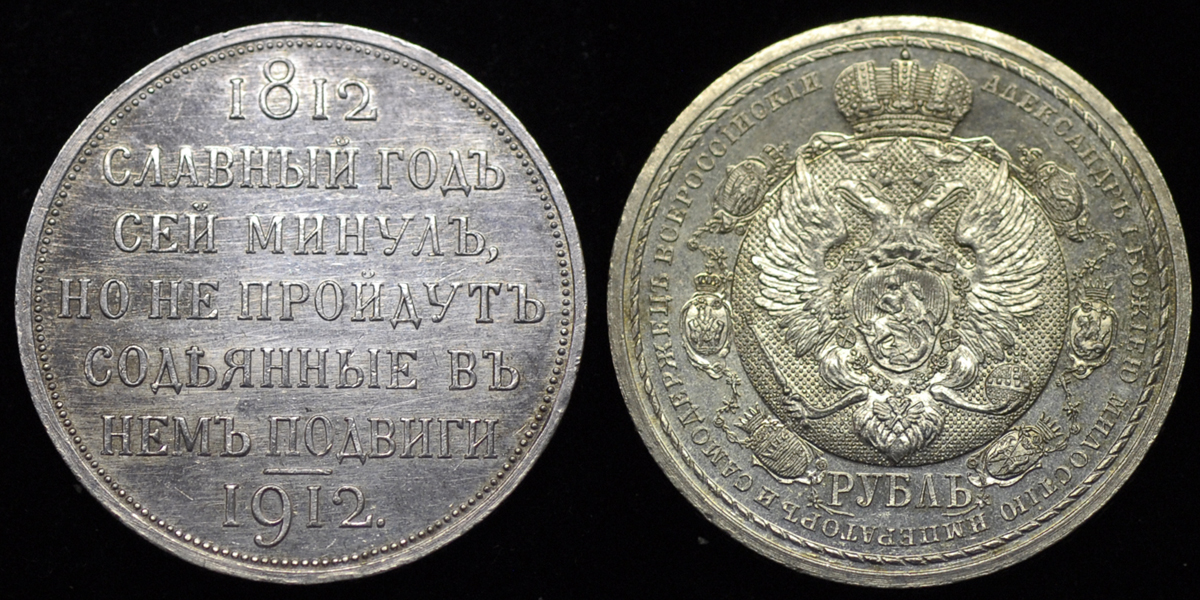 1812
СЛАВНЫЙ ГОДЪ
СЕЙ МИНУЛЪ,
НО НЕ ПРОЙДУТЪ
СОДѢЯННЫЕ ВЪ
НЕМЪ ПОДВИГИ
1912.
АЛЕКСАНДРЪ I БОЖІЕЮ МИЛОСТІЮ ИМПЕРАТОРЪ И САМОДЕРЖЕЦЪ ВСЕРОССІЙСКІЙ
РУБЛЬ